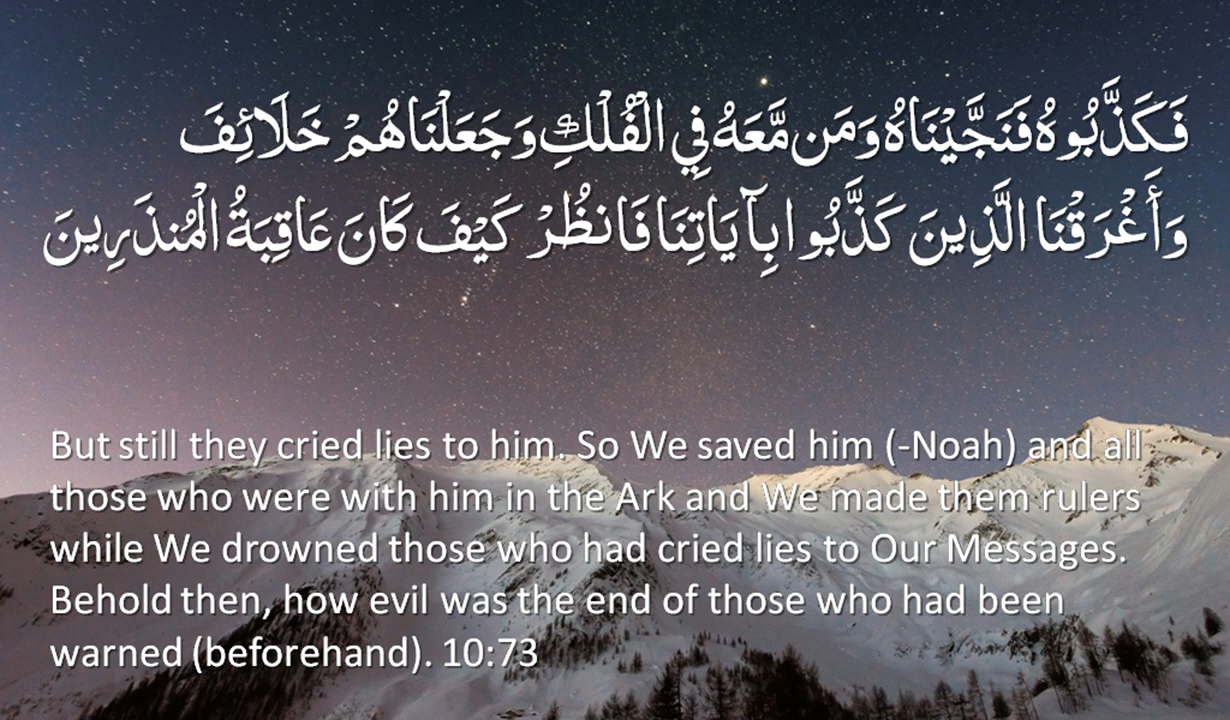 فَكَذَّبُوهُ فَنَجَّيْنَاهُ وَمَن مَّعَهُ فِي الْفُلْكِ وَجَعَلْنَاهُمْ خَلَائِفَ
وَأَغْرَقْنَا الَّذِينَ كَذَّبُوا بِآيَاتِنَا فَانظُرْ كَيْفَ كَانَ عَاقِبَةُ الْمُنذَرِينَ
But still they cried lies to him. So We saved him (-Noah) and all
those who were with him in the Ark and We made them rulers
while We drowned those who had cried lies to Our Messages.
Behold then, how evil was the end of those who had been
warned (beforehand). 10:73